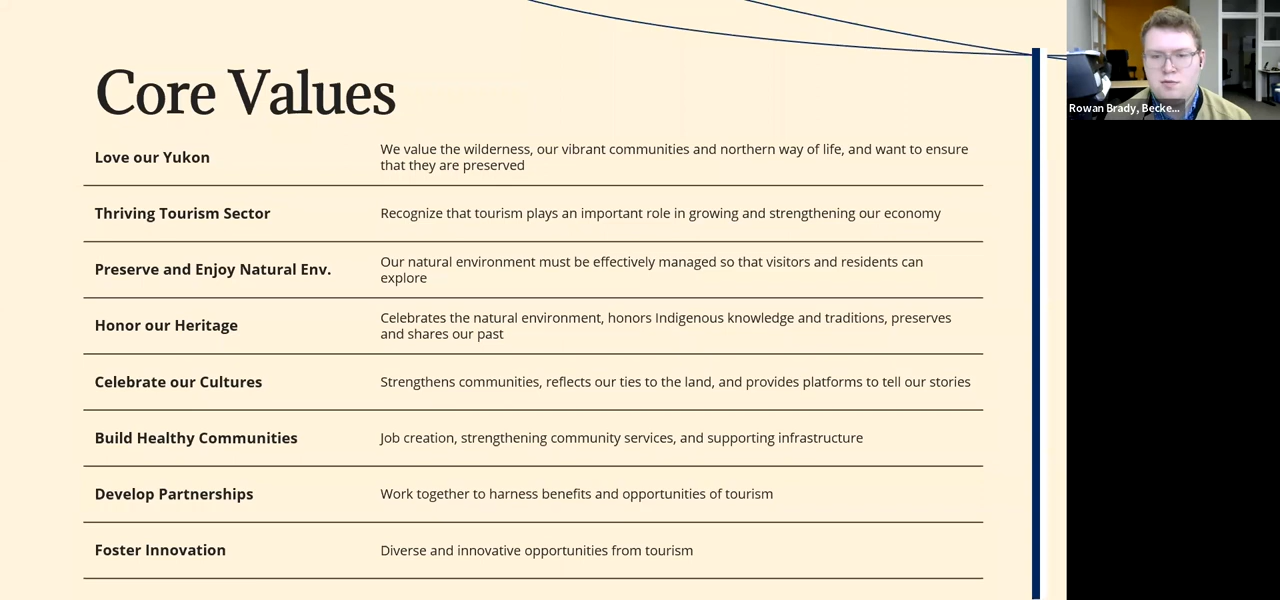 Core Values
Love our Yukon
We value the wilderness, our vibrant communities and northern way of life, and want to ensure
that they are preserved
Thriving Tourism Sector
Recognize that tourism plays an important role in growing and strengthening our economy
Preserve and Enjoy Natural Env.
Our natural environment must be effectively managed so that visitors and residents can
explore
Honor our Heritage
Celebrates the natural environment, honors Indigenous knowledge and traditions, preserves
and shares our past
Celebrate our Cultures
Strengthens communities, reflects our ties to the land, and provides platforms to tell our stories
Build Healthy Communities
Job creation, strengthening community services, and supporting infrastructure
Develop Partnerships
Work together to harness benefits and opportunities of tourism
Foster Innovation
Diverse and innovative opportunities from tourism
Rowan Brady, Becke...